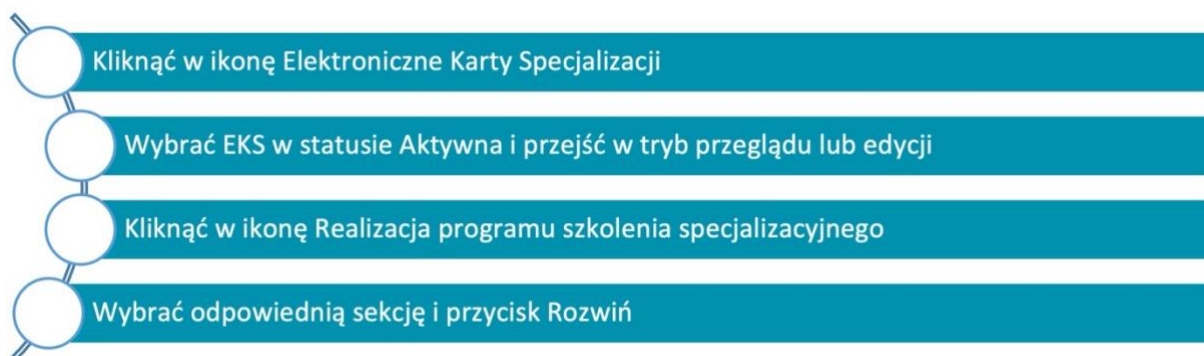 Kliknąć w ikonę Elektroniczne Karty Specjalizacji
Wybrać EKS w statusie Aktywna i przejść w tryb przeglądu lub edycji
Kliknąć w ikonę Realizacja programu szkolenia specjalizacyjnego
Wybrać odpowiednią sekcję i przycisk Rozwiń